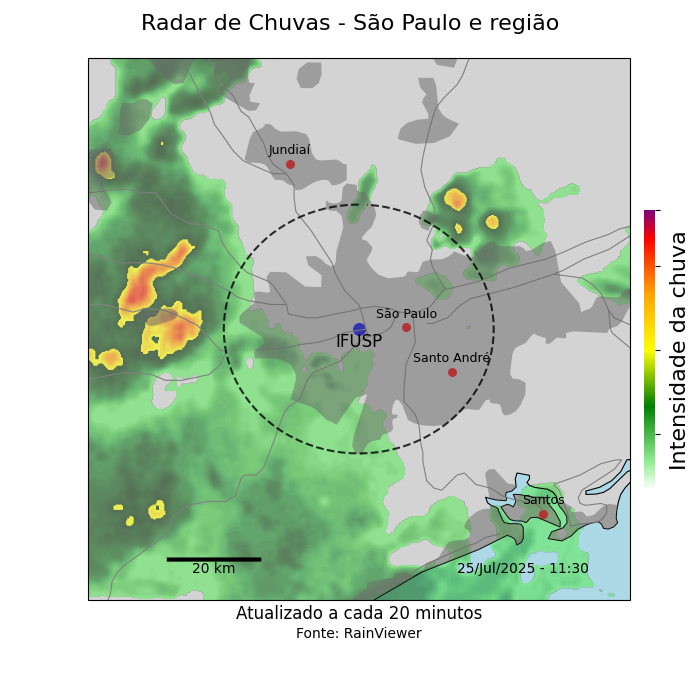 Radar de Chuvas - São Paulo e região
Jundiaí
São Paulo
IFUSP
Santo André
Santos
20 km
25/Jul/2025 - 11:30
Intensidade da chuva
Atualizado a cada 20 minutos
Fonte: RainViewer